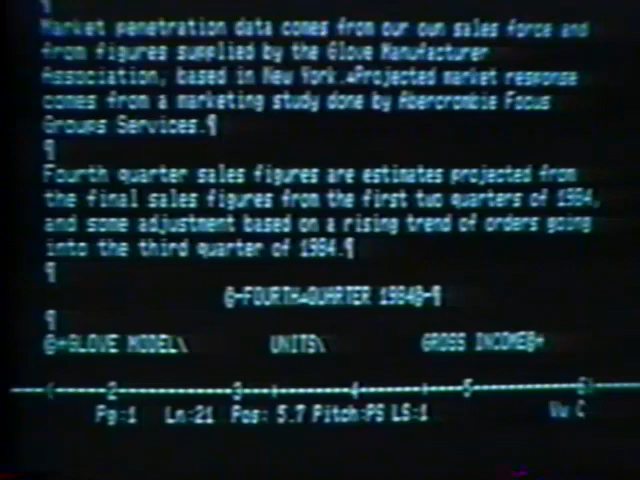 ¶
Market penetration data comes from our own sales force and
from figures supplied by the Glove Manufacturer
Association, based in New York. Projected market response
comes from a marketing study done by Abercrombie Focus
Groups Services.¶
¶
Fourth quarter sales figures are estimates projected from
the final sales figures from the first two quarters of 1984,
and some adjustment based on a rising trend of orders going
into the third quarter of 1984.¶
¶
FOURTH QUARTER 1984
¶
GLOVE MODEL\ UNITS\ GROSS INCOME
2 3 4 5 6
Pg:1 Ln:21 Pos: 5.7 Pitch:PS LS:1 C